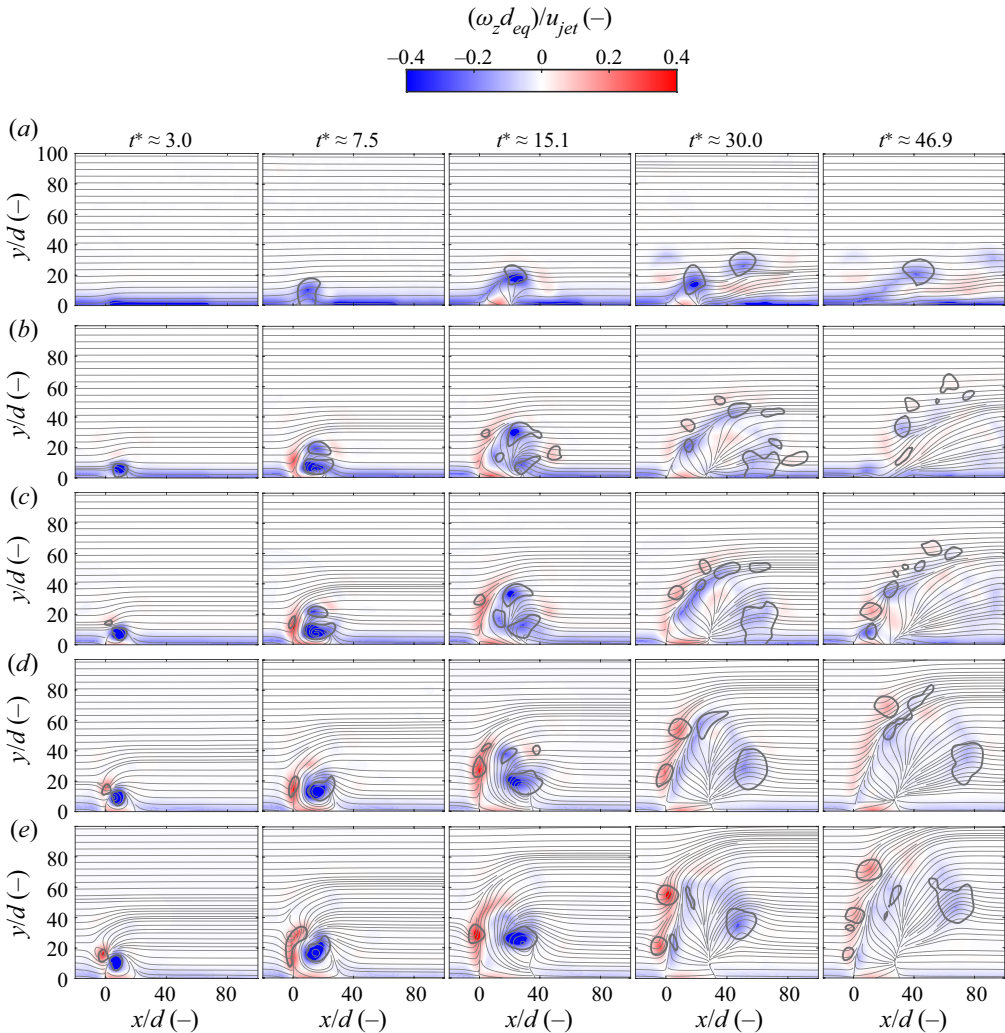 (ω_z d_eq)/u_jet (–)
–0.4 –0.2 0 0.2 0.4
(a)
t* ≈ 3.0 t* ≈ 7.5 t* ≈ 15.1 t* ≈ 30.0 t* ≈ 46.9
100
80
60
40
20
0
y/d (–)
(b)
80
60
40
20
0
y/d (–)
(c)
80
60
40
20
0
y/d (–)
(d)
80
60
40
20
0
y/d (–)
(e)
80
60
40
20
0
y/d (–)
0 40 80 0 40 80 0 40 80 0 40 80 0 40 80
x/d (–) x/d (–) x/d (–) x/d (–) x/d (–)